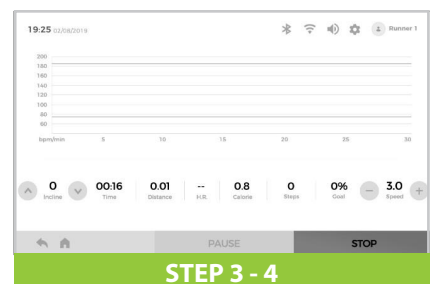 19:25 02/08/2019 Runner 1
200
180
160
140
120
100
80
60
bpm/min 5 10 15 20 25 30
0 00:16 0.01 -- 0.8 0 0% 3.0
Incline Time Distance H.R. Calorie Steps Goal Speed
PAUSE STOP
STEP 3 - 4